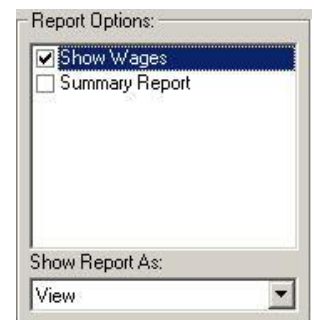 Report Options:
Show Wages
Summary Report
Show Report As:
View